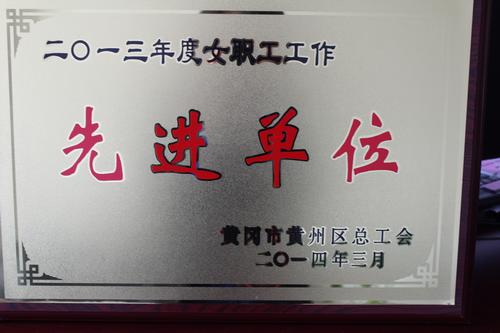 二〇一三年度女职工工作
先进单位
黄冈市黄州区总工会
二〇一四年三月